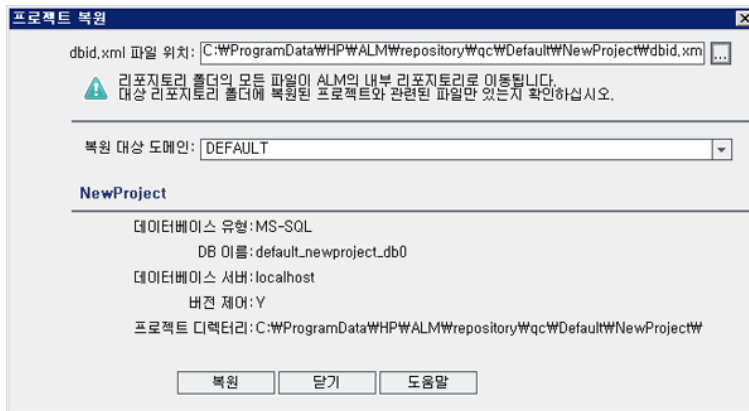 프로젝트 복원
dbid.xml 파일 위치: C:₩ProgramData₩HP₩ALM₩repository₩qc₩Default₩NewProject₩dbid.xm ...
리포지토리 폴더의 모든 파일이 ALM의 내부 리포지토리로 이동됩니다.
대상 리포지토리 폴더에 복원된 프로젝트와 관련된 파일만 있는지 확인하십시오.
복원 대상 도메인: DEFAULT
NewProject
데이터베이스 유형: MS-SQL
DB 이름: default_newproject_db0
데이터베이스 서버: localhost
버전 제어: Y
프로젝트 디렉터리: C:₩ProgramData₩HP₩ALM₩repository₩qc₩Default₩NewProject₩
복원 닫기 도움말